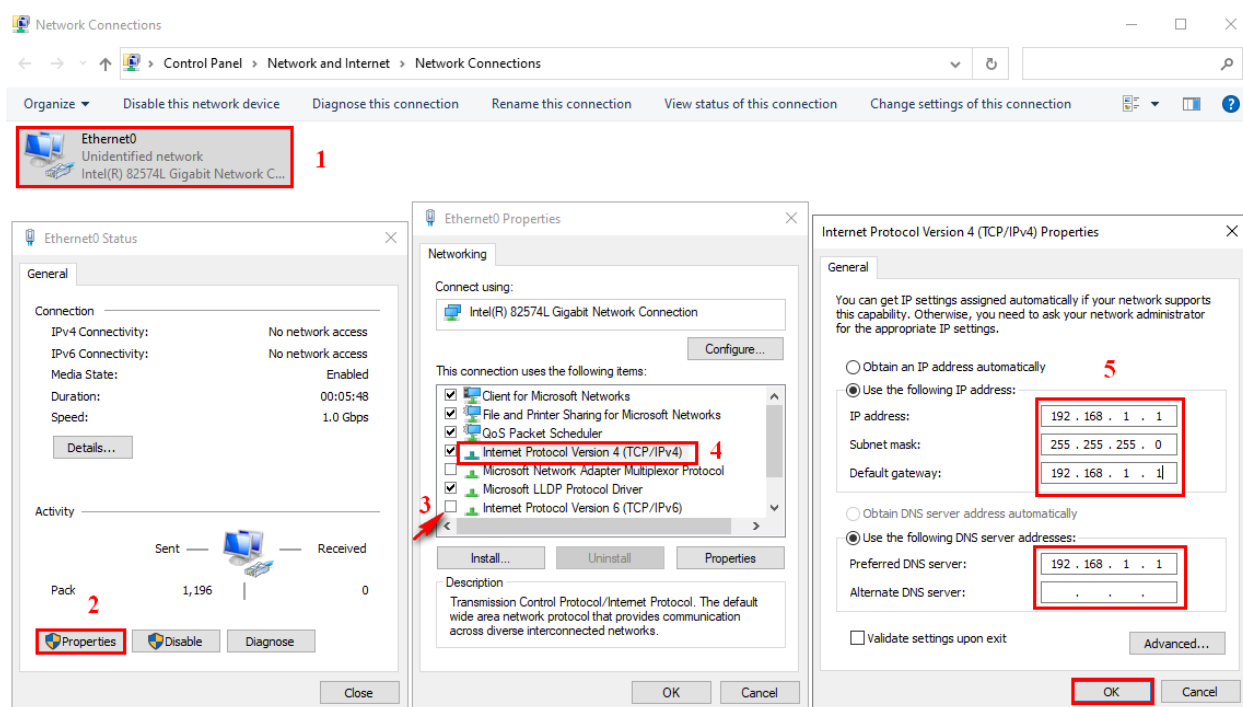 Network Connections
Control Panel > Network and Internet > Network Connections
Organize Disable this network device Diagnose this connection Rename this connection View status of this connection Change settings of this connection ?
Ethernet0
Unidentified network
Intel(R) 82574L Gigabit Network C...
1
Ethernet0 Status
General
Connection
IPv4 Connectivity: No network access
IPv6 Connectivity: No network access
Media State: Enabled
Duration: 00:05:48
Speed: 1.0 Gbps
Details...
Activity
Sent Received
Pack 1,196 0
2
Properties Disable Diagnose
Close
Ethernet0 Properties
Networking
Connect using:
Intel(R) 82574L Gigabit Network Connection
Configure...
This connection uses the following items:
Client for Microsoft Networks
File and Printer Sharing for Microsoft Networks
QoS Packet Scheduler
Internet Protocol Version 4 (TCP/IPv4) 4
Microsoft Network Adapter Multiplexor Protocol
Microsoft LLDP Protocol Driver
3 Internet Protocol Version 6 (TCP/IPv6)
Install... Uninstall Properties
Description
Transmission Control Protocol/Internet Protocol. The default
wide area network protocol that provides communication
across diverse interconnected networks.
OK Cancel
Internet Protocol Version 4 (TCP/IPv4) Properties
General
You can get IP settings assigned automatically if your network supports
this capability. Otherwise, you need to ask your network administrator
for the appropriate IP settings.
Obtain an IP address automatically
5
Use the following IP address:
IP address: 192 . 168 . 1 . 1
Subnet mask: 255 . 255 . 255 . 0
Default gateway: 192 . 168 . 1 . 1
Obtain DNS server address automatically
Use the following DNS server addresses:
Preferred DNS server: 192 . 168 . 1 . 1
Alternate DNS server: . . .
Validate settings upon exit
Advanced...
OK Cancel